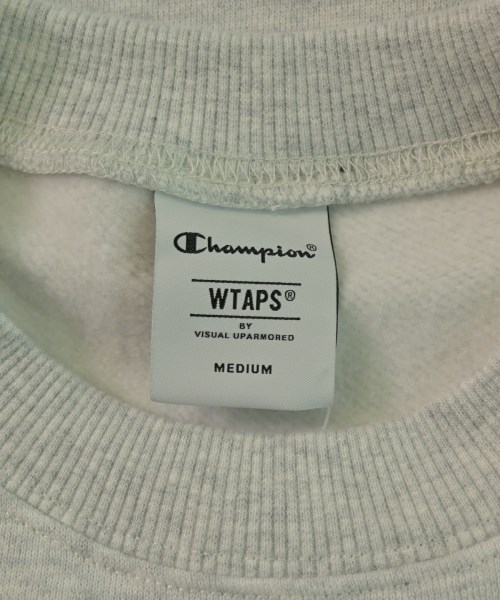 Champion®
WTAPS®
BY
VISUAL UPARMORED
MEDIUM